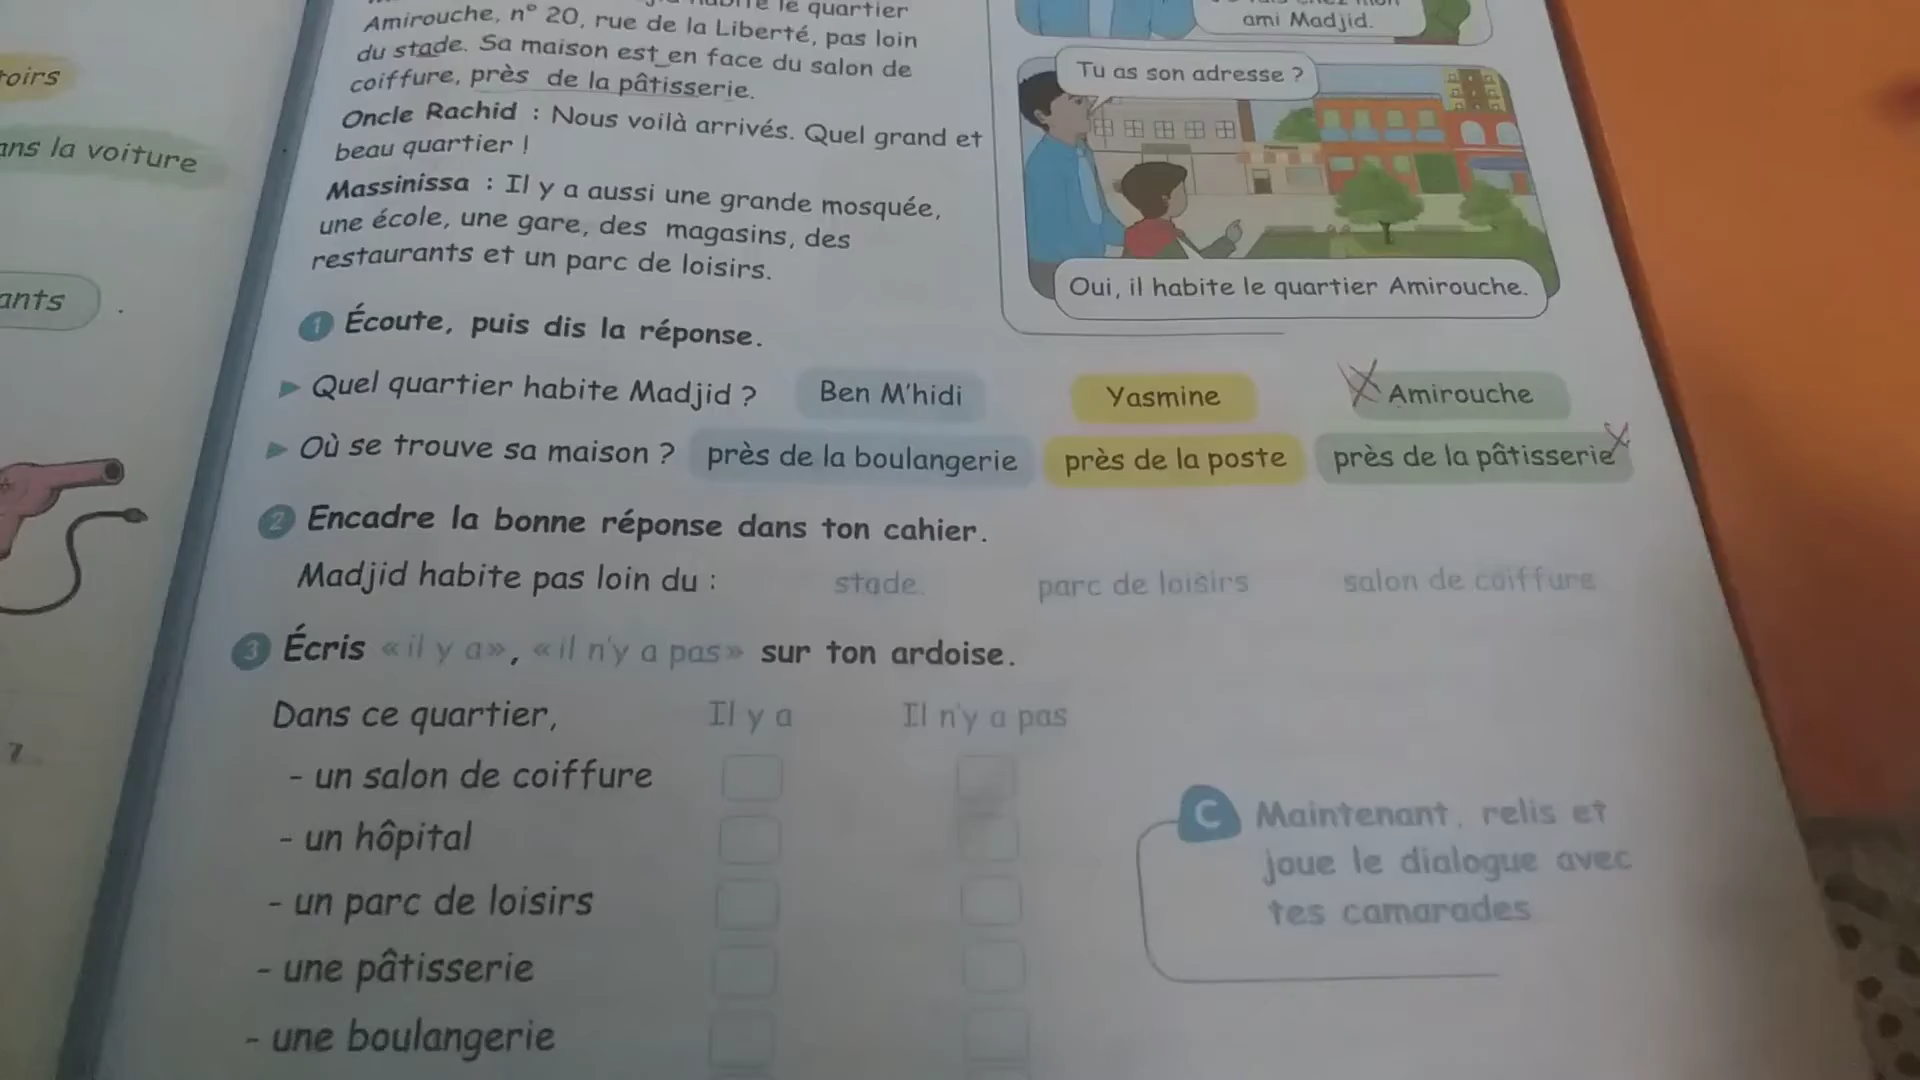 habite le quartier
Amirouche, n° 20, rue de la Liberté, pas loin
du stade. Sa maison est en face du salon de
coiffure, près de la pâtisserie.
Oncle Rachid : Nous voilà arrivés. Quel grand et
beau quartier !
Massinissa : Il y a aussi une grande mosquée,
une école, une gare, des magasins, des
restaurants et un parc de loisirs.
ami Madjid.
Tu as son adresse ?
Oui, il habite le quartier Amirouche.
1 Écoute, puis dis la réponse.
Quel quartier habite Madjid ? Ben M'hidi Yasmine Amirouche
Où se trouve sa maison ? près de la boulangerie près de la poste près de la pâtisserie
2 Encadre la bonne réponse dans ton cahier.
Madjid habite pas loin du : stade. parc de loisirs salon de coiffure
3 Écris «il y a», «il n'y a pas» sur ton ardoise.
Dans ce quartier, Il y a Il n'y a pas
- un salon de coiffure
- un hôpital
- un parc de loisirs
- une pâtisserie
- une boulangerie
C Maintenant, relis et
joue le dialogue avec
tes camarades
toirs
ans la voiture
ants .